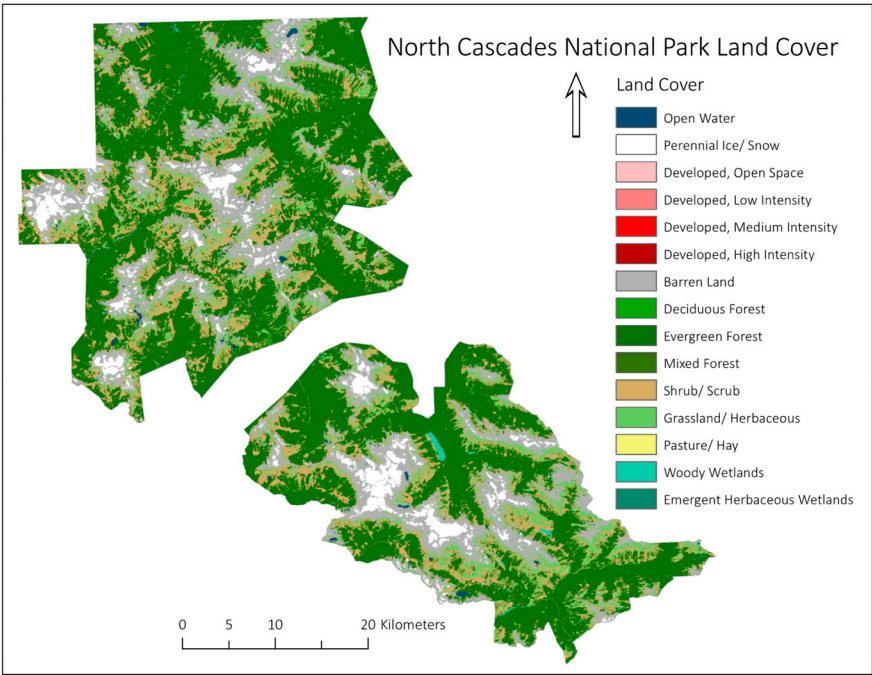 North Cascades National Park Land Cover
Land Cover
Open Water
Perennial Ice/ Snow
Developed, Open Space
Developed, Low Intensity
Developed, Medium Intensity
Developed, High Intensity
Barren Land
Deciduous Forest
Evergreen Forest
Mixed Forest
Shrub/ Scrub
Grassland/ Herbaceous
Pasture/ Hay
Woody Wetlands
Emergent Herbaceous Wetlands
0 5 10 20 Kilometers